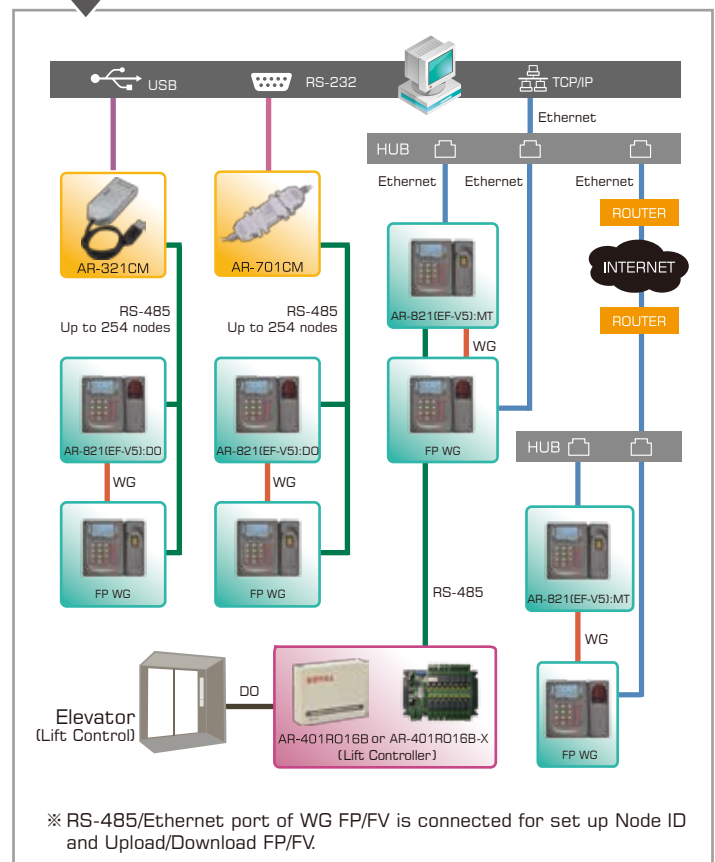 USB
RS-232
TCP/IP
Ethernet
HUB
Ethernet
Ethernet
Ethernet
ROUTER
INTERNET
ROUTER
AR-321CM
AR-701CM
RS-485
Up to 254 nodes
RS-485
Up to 254 nodes
AR-821(EF-V5):MT
WG
FP WG
AR-821(EF-V5):DO
AR-821(EF-V5):DO
WG
WG
FP WG
FP WG
HUB
AR-821(EF-V5):MT
WG
FP WG
RS-485
DO
Elevator
(Lift Control)
AR-401RO16B or AR-401RO16B-X
(Lift Controller)
※ RS-485/Ethernet port of WG FP/FV is connected for set up Node ID
and Upload/Download FP/FV.